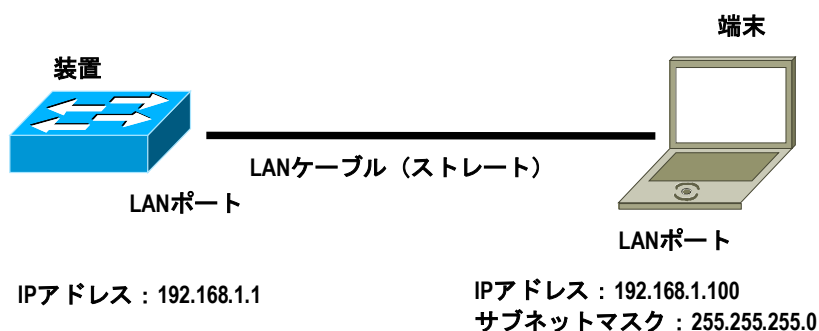 端末
装置
LANケーブル（ストレート）
LANポート
LANポート
IPアドレス：192.168.1.1
IPアドレス：192.168.1.100
サブネットマスク：255.255.255.0